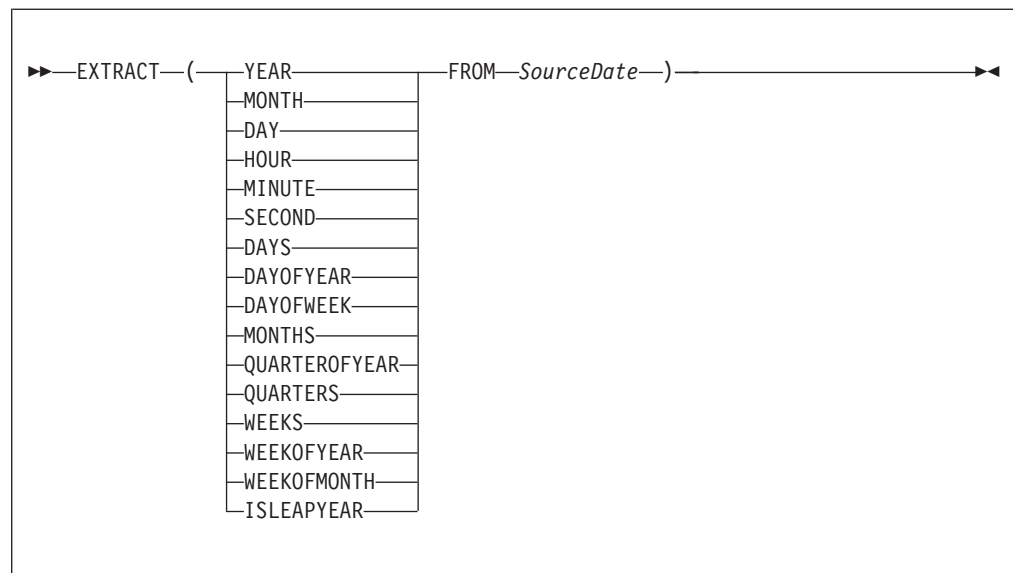 EXTRACT ( YEAR FROM SourceDate )
MONTH
DAY
HOUR
MINUTE
SECOND
DAYS
DAYOFYEAR
DAYOFWEEK
MONTHS
QUARTEROFYEAR
QUARTERS
WEEKS
WEEKOFYEAR
WEEKOFMONTH
ISLEAPYEAR